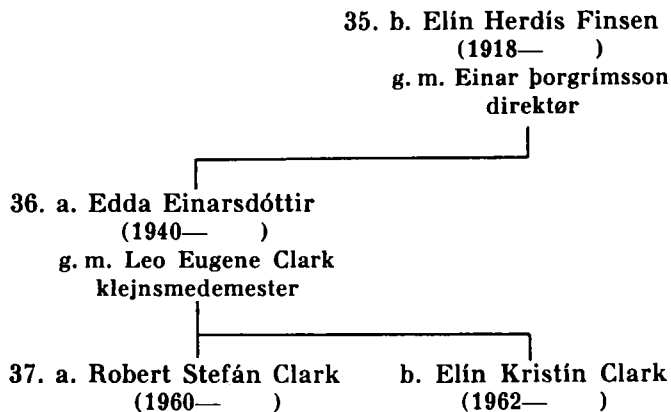 35. b. Elín Herdís Finsen
(1918— )
g. m. Einar þorgrímsson
direktør
36. a. Edda Einarsdóttir
(1940— )
g. m. Leo Eugene Clark
klejnsmedemester
37. a. Robert Stefán Clark b. Elín Kristín Clark
(1960— ) (1962— )